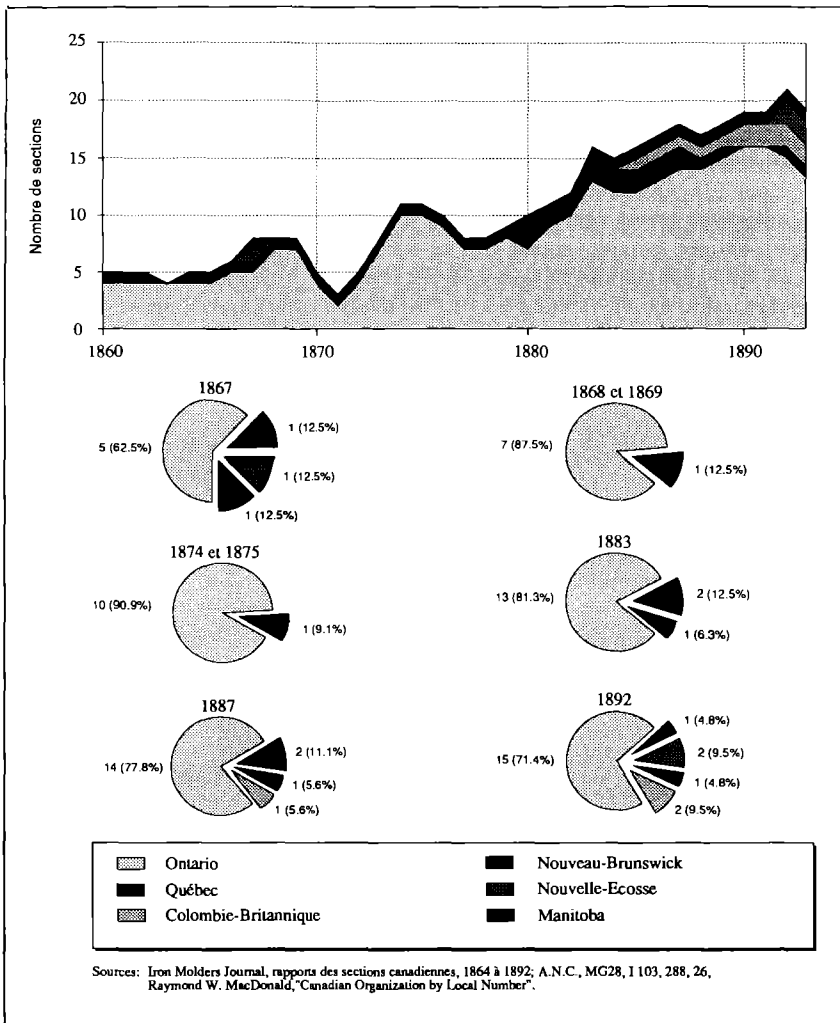 25
20
15
10
5
0
Nombre de sections
1860 1870 1880 1890
1867
5 (62.5%)
1 (12.5%)
1 (12.5%)
1 (12.5%)
1868 et 1869
7 (87.5%)
1 (12.5%)
1874 et 1875
10 (90.9%)
1 (9.1%)
1883
13 (81.3%)
2 (12.5%)
1 (6.3%)
1887
14 (77.8%)
2 (11.1%)
1 (5.6%)
1 (5.6%)
1892
15 (71.4%)
1 (4.8%)
2 (9.5%)
1 (4.8%)
2 (9.5%)
Ontario
Québec
Colombie-Britannique
Nouveau-Brunswick
Nouvelle-Ecosse
Manitoba
Sources: Iron Molders Journal, rapports des sections canadiennes, 1864 à 1892; A.N.C., MG28, I 103, 288, 26,
Raymond W. MacDonald,"Canadian Organization by Local Number".